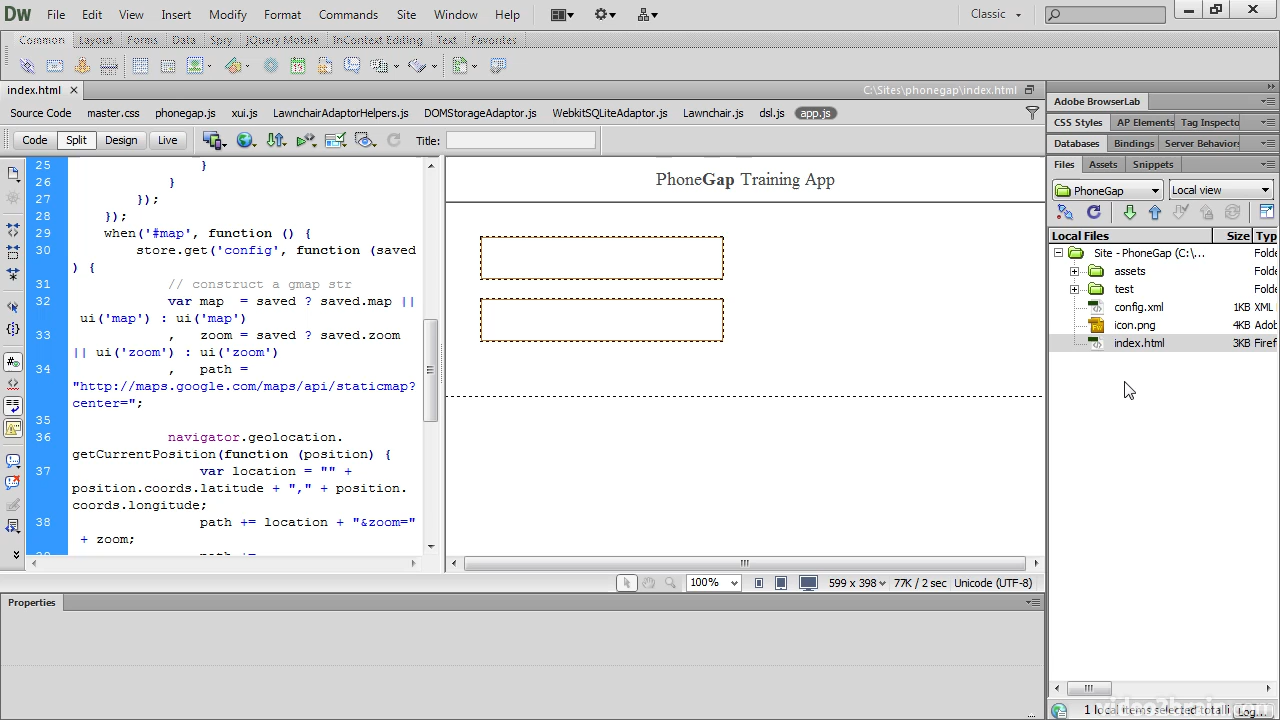 Dw File Edit View Insert Modify Format Commands Site Window Help Classic
Common Layout Forms Data Spry jQuery Mobile InContext Editing Text Favorites
index.html C:\Sites\phonegap\index.html
Source Code master.css phonegap.js xui.js LawnchairAdaptorHelpers.js DOMStorageAdaptor.js WebkitSQLiteAdaptor.js Lawnchair.js dsl.js app.js
Code Split Design Live Title:
25 }
26 }
27 });
28 });
29 when('#map', function () {
30 store.get('config', function (saved
) {
31 // construct a gmap str
32 var map = saved ? saved.map ||
ui('map') : ui('map')
33 , zoom = saved ? saved.zoom
|| ui('zoom') : ui('zoom')
34 , path =
"http://maps.google.com/maps/api/staticmap?
center=";
35
36 navigator.geolocation.
getCurrentPosition(function (position) {
37 var location = "" +
position.coords.latitude + "," + position.
coords.longitude;
38 path += location + "&zoom="
+ zoom;
PhoneGap Training App
100% 599 x 398 77K / 2 sec Unicode (UTF-8)
Properties
Adobe BrowserLab
CSS Styles AP Elements Tag Inspecto
Databases Bindings Server Behaviors
Files Assets Snippets
PhoneGap Local view
Local Files Size Typ
Site - PhoneGap (C:\... Folde
assets Folde
test Folde
config.xml 1KB XML
icon.png 4KB Adob
index.html 3KB Firef
1 local items selected totalli Log...